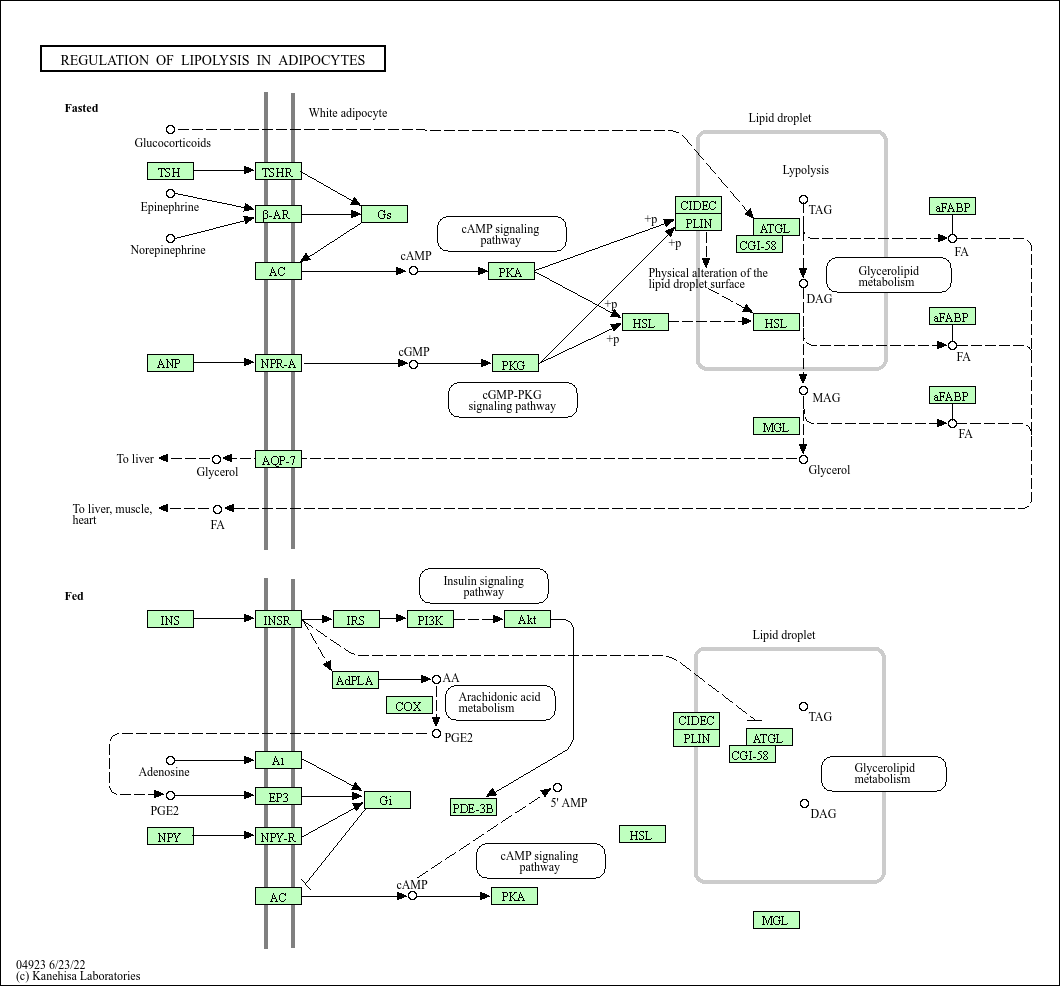 REGULATION OF LIPOLYSIS IN ADIPOCYTES
Fasted
White adipocyte
Lipid droplet
Glucocorticoids
TSH
TSHR
Lypolysis
Epinephrine
β-AR
Gs
CIDEC
PLIN
TAG
aFABP
+p
ATGL
CGI-58
Norepinephrine
cAMP signaling
pathway
+p
FA
AC
cAMP
PKA
Physical alteration of the
lipid droplet surface
Glycerolipid
metabolism
DAG
+p
HSL
HSL
aFABP
+p
FA
ANP
NPR-A
cGMP
PKG
cGMP-PKG
signaling pathway
MAG
aFABP
MGL
FA
To liver
Glycerol
AQP-7
Glycerol
To liver, muscle,
heart
FA
Fed
Insulin signaling
pathway
INS
INSR
IRS
PI3K
Akt
Lipid droplet
AdPLA
AA
COX
Arachidonic acid
metabolism
PGE2
CIDEC
PLIN
TAG
ATGL
CGI-58
Adenosine
A1
Glycerolipid
metabolism
PGE2
EP3
Gi
PDE-3B
5' AMP
DAG
NPY
NPY-R
HSL
cAMP signaling
pathway
AC
cAMP
PKA
MGL
04923 6/23/22
(c) Kanehisa Laboratories